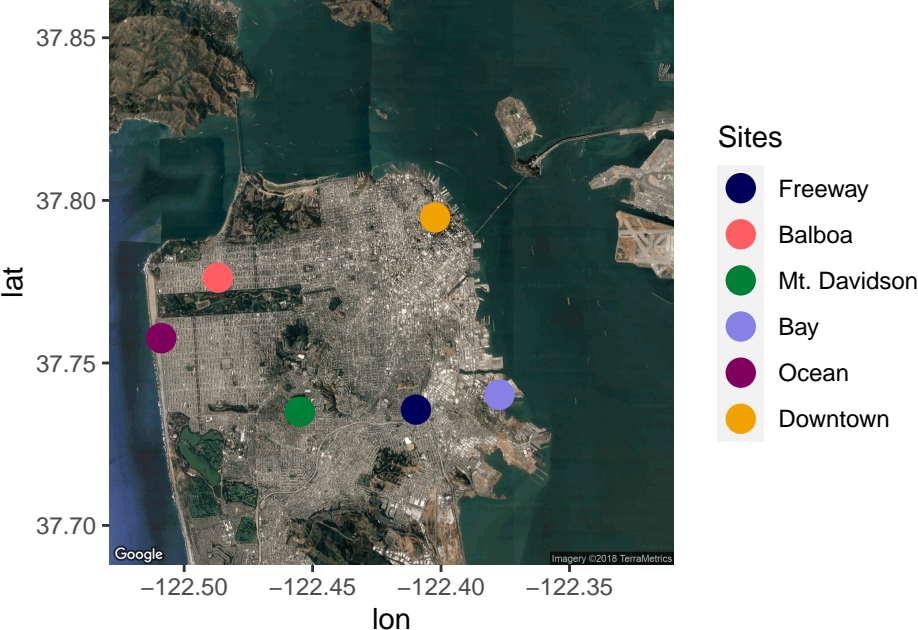 37.85
37.80
37.75
37.70
lat
−122.50
−122.45
−122.40
−122.35
lon
Google
Imagery ©2018 TerraMetrics
Sites
Freeway
Balboa
Mt. Davidson
Bay
Ocean
Downtown